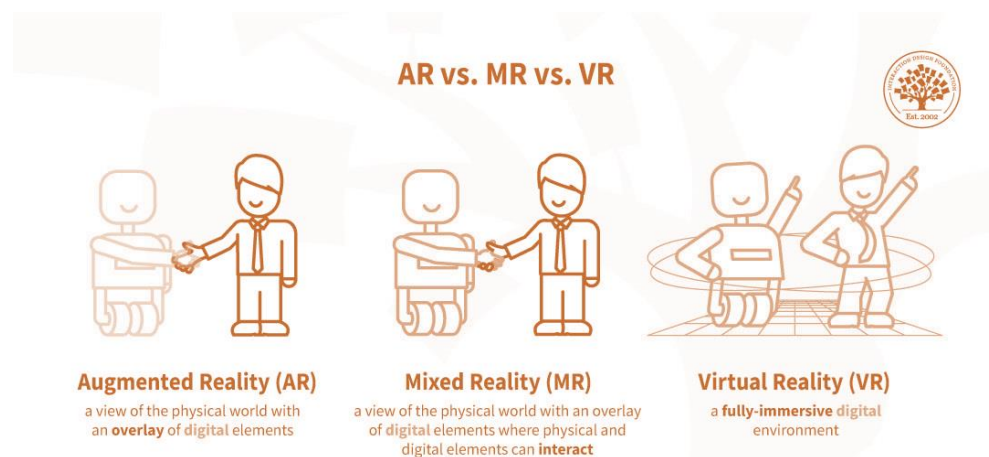 AR vs. MR vs. VR
INTERACTION DESIGN FOUNDATION
Est. 2002
Augmented Reality (AR)
a view of the physical world with
an overlay of digital elements
Mixed Reality (MR)
a view of the physical world with an overlay
of digital elements where physical and
digital elements can interact
Virtual Reality (VR)
a fully-immersive digital
environment